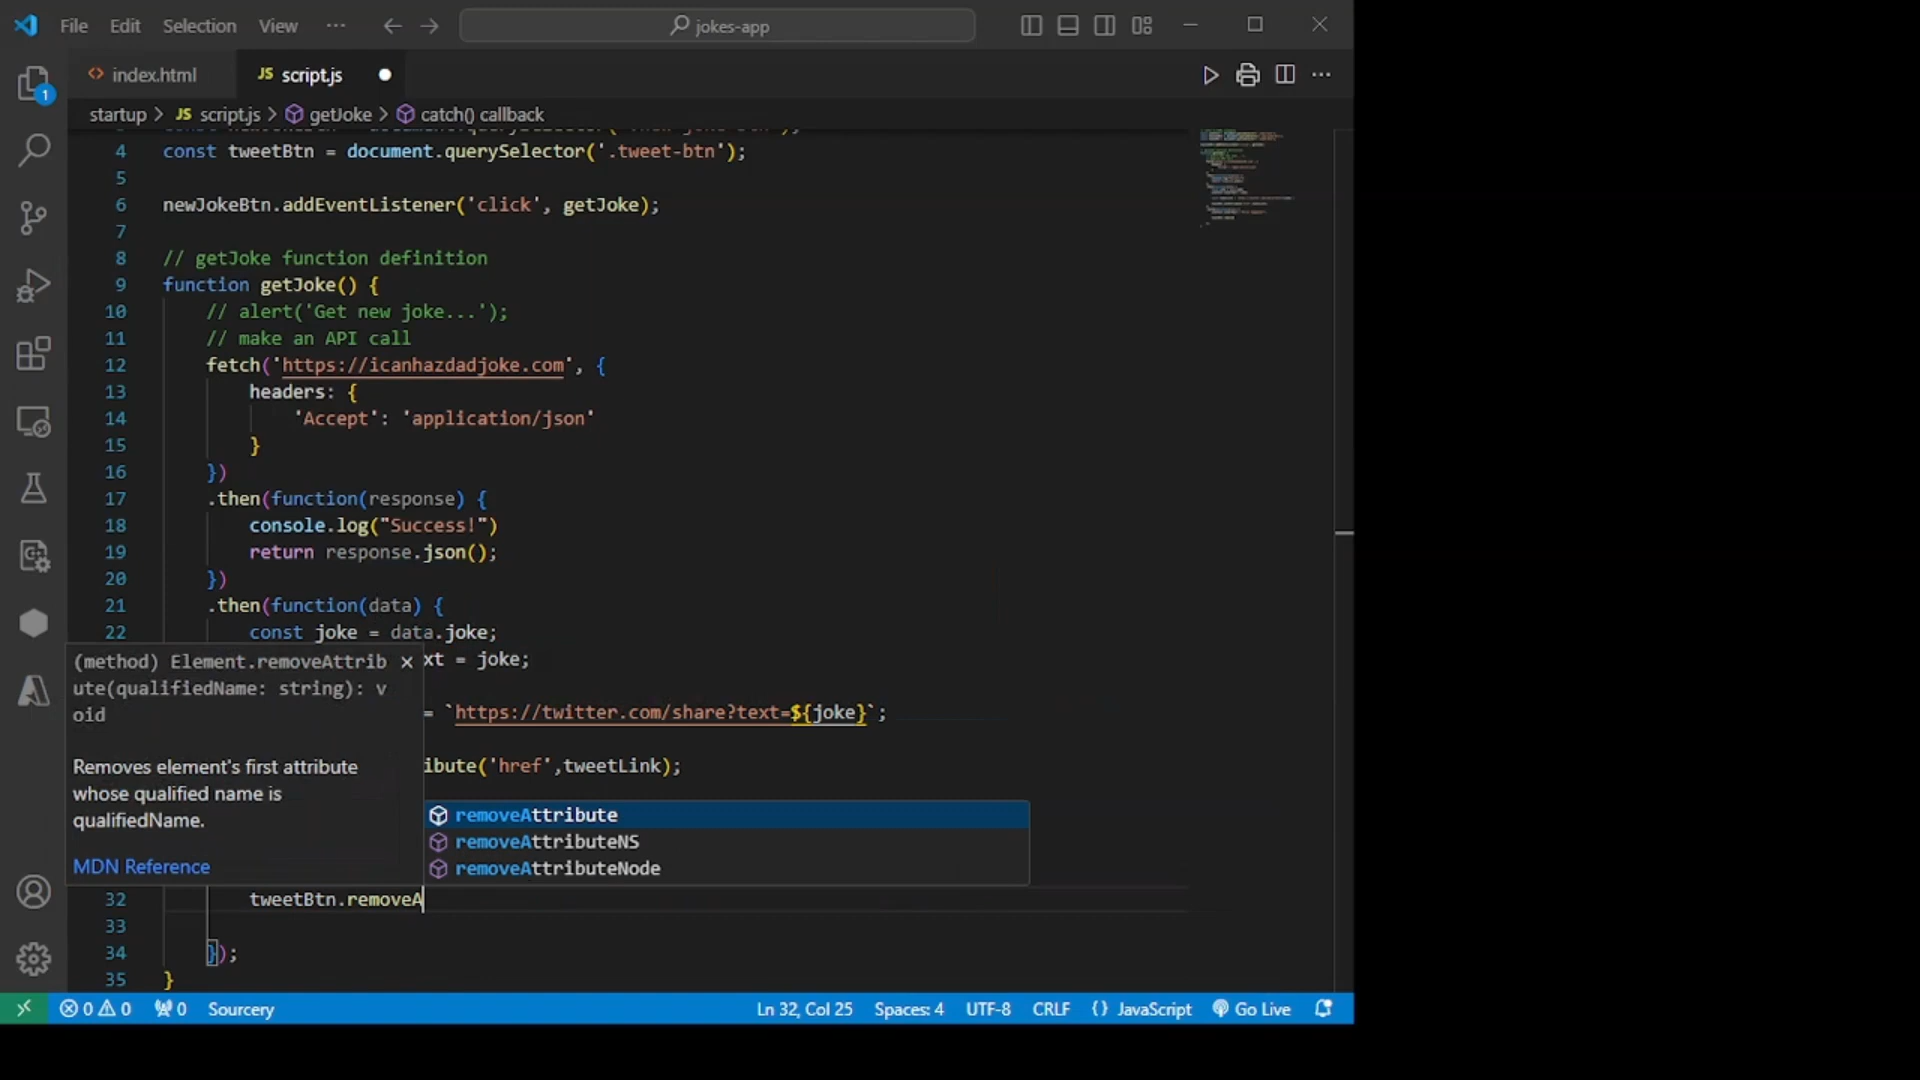 File Edit Selection View ··· jokes-app
index.html JS script.js
1
startup > JS script.js > getJoke > catch() callback
4 const tweetBtn = document.querySelector('.tweet-btn');
5
6 newJokeBtn.addEventListener('click', getJoke);
7
8 // getJoke function definition
9 function getJoke() {
10 // alert('Get new joke...');
11 // make an API call
12 fetch('https://icanhazdadjoke.com', {
13 headers: {
14 'Accept': 'application/json'
15 }
16 })
17 .then(function(response) {
18 console.log("Success!")
19 return response.json();
20 })
21 .then(function(data) {
22 const joke = data.joke;
xt = joke;
= `https://twitter.com/share?text=${joke}`;
ibute('href',tweetLink);
(method) Element.removeAttrib
ute(qualifiedName: string): v
oid
Removes element's first attribute
whose qualified name is
qualifiedName.
MDN Reference
removeAttribute
removeAttributeNS
removeAttributeNode
32 tweetBtn.removeA
33
34 });
35 }
0 0 0 Sourcery Ln 32, Col 25 Spaces: 4 UTF-8 CRLF {} JavaScript Go Live